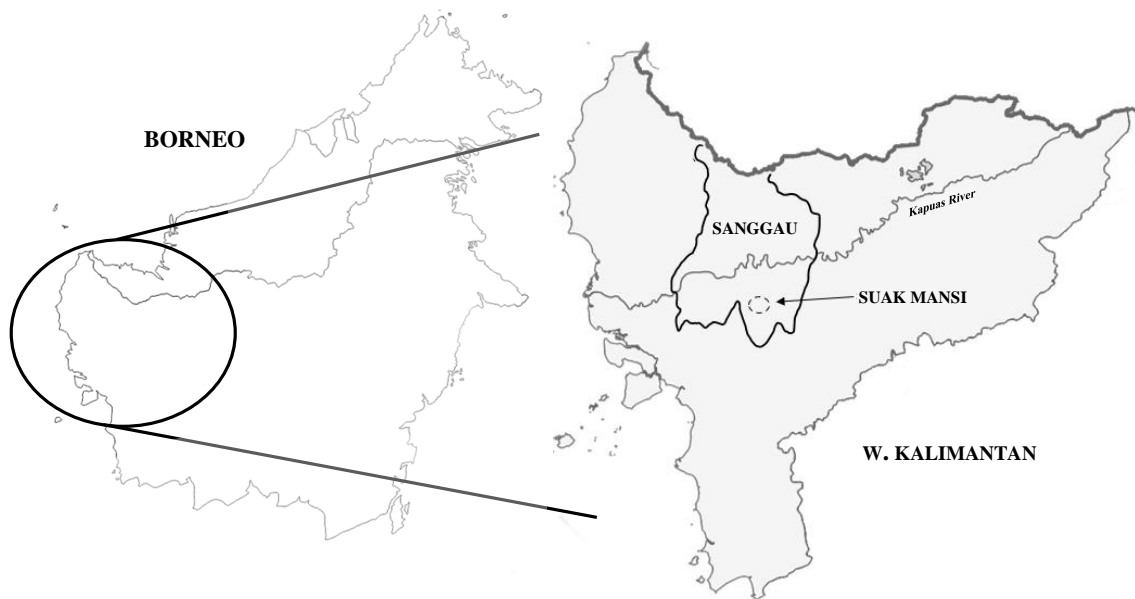 BORNEO
SANGGAU
Kapuas River
SUAK MANSI
W. KALIMANTAN